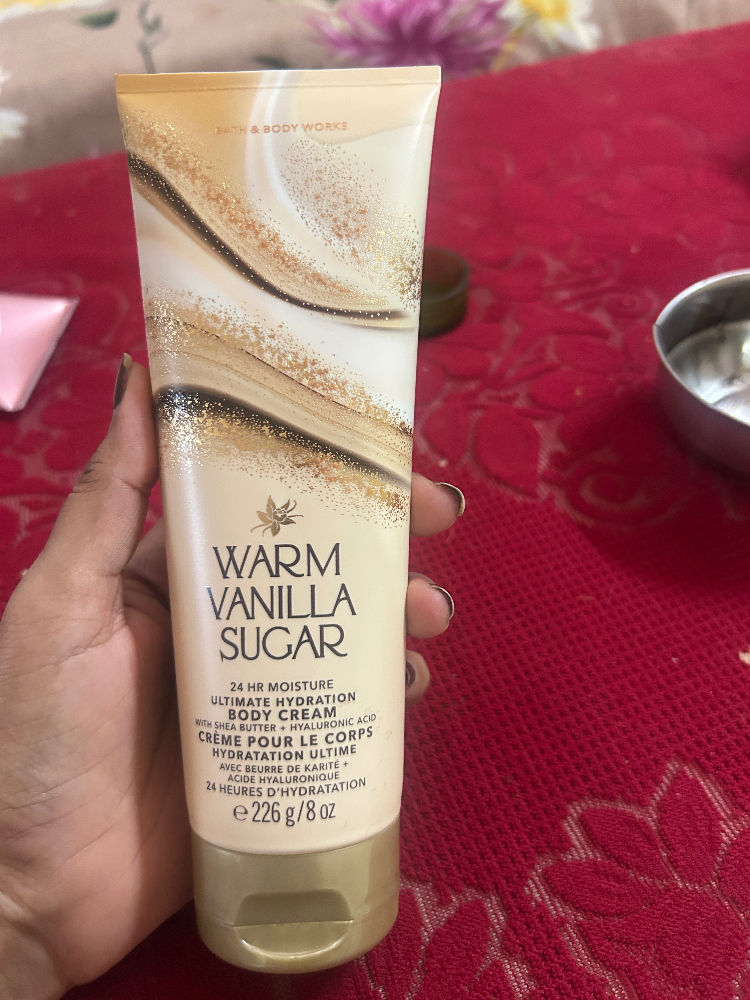 BATH & BODY WORKS
WARM
VANILLA
SUGAR
24 HR MOISTURE
ULTIMATE HYDRATION
BODY CREAM
WITH SHEA BUTTER + HYALURONIC ACID
CRÈME POUR LE CORPS
HYDRATATION ULTIME
AVEC BEURRE DE KARITÉ +
ACIDE HYALURONIQUE
24 HEURES D'HYDRATATION
℮ 226 g/8 oz